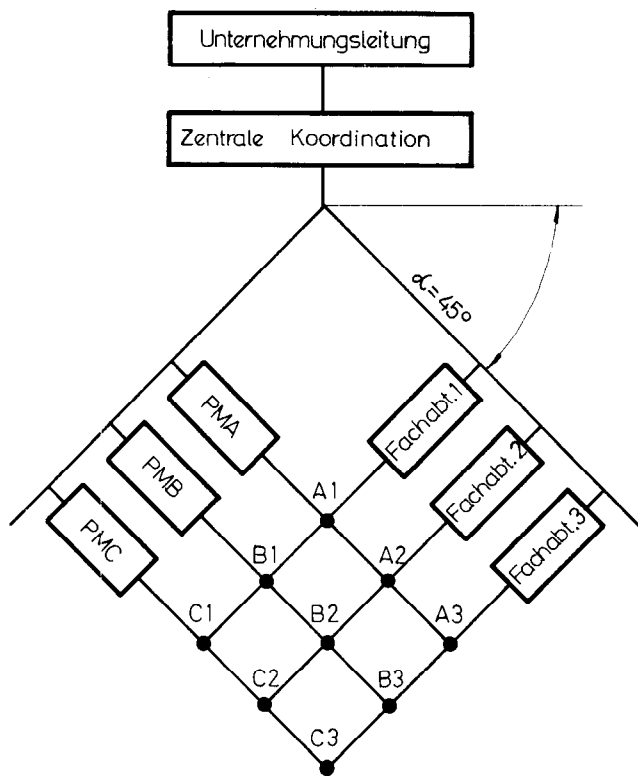 Unternehmungsleitung
Zentrale Koordination
α=45°
PMA
Fachabt.1
PMB
Fachabt.2
PMC
Fachabt.3
A1
B1
A2
C1
B2
A3
C2
B3
C3